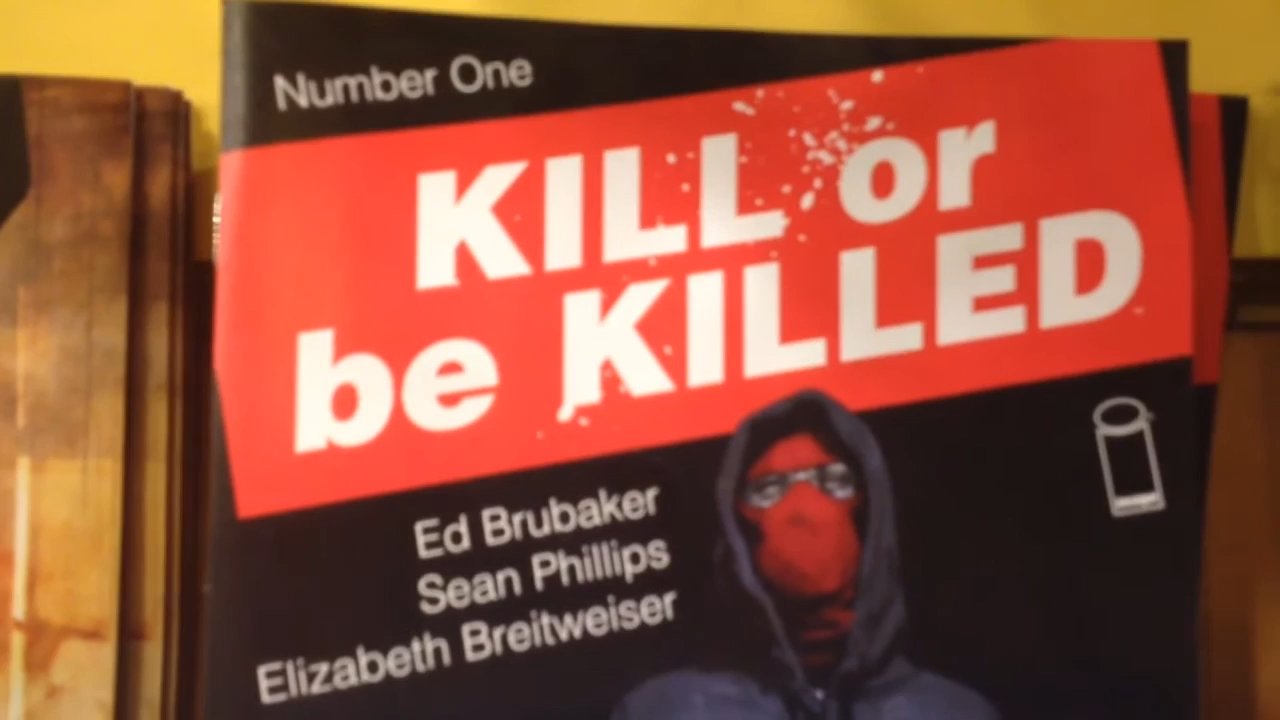 Number One
KILL or
be KILLED
Ed Brubaker
Sean Phillips
Elizabeth Breitweiser